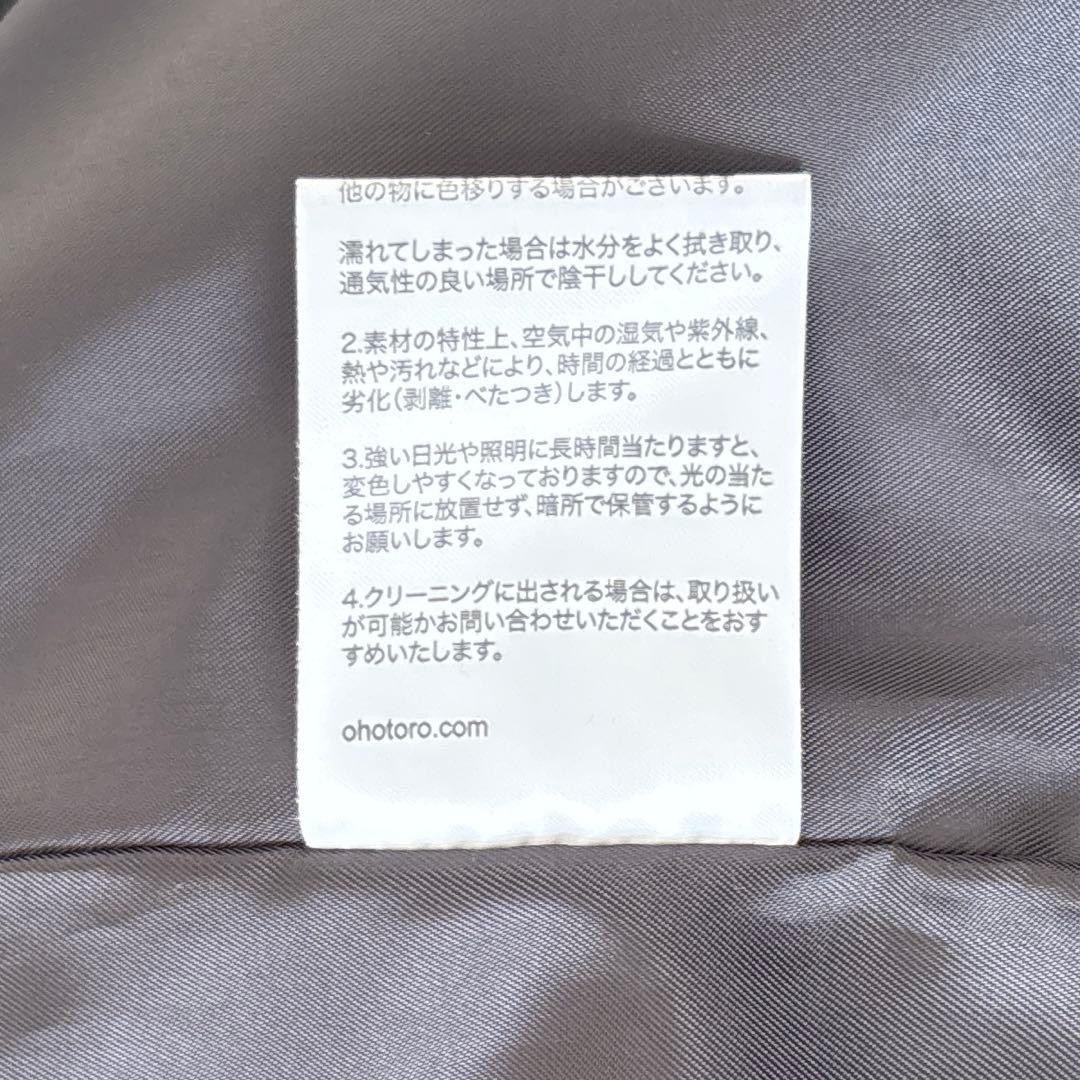 他の物に色移りする場合がございます。
濡れてしまった場合は水分をよく拭き取り、
通気性の良い場所で陰干ししてください。
2.素材の特性上、空気中の湿気や紫外線、
熱や汚れなどにより、時間の経過とともに
劣化(剥離・べたつき)します。
3.強い日光や照明に長時間当たりますと、
変色しやすくなっておりますので、光の当た
る場所に放置せず、暗所で保管するように
お願いします。
4.クリーニングに出される場合は、取り扱い
が可能かお問い合わせいただくことをおす
すめいたします。
ohotoro.com